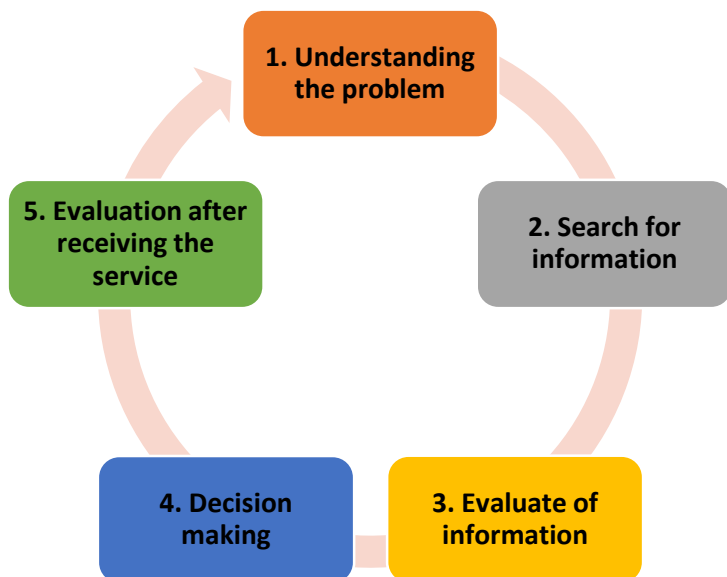 1. Understanding
the problem
2. Search for
information
3. Evaluate of
information
4. Decision
making
5. Evaluation after
receiving the
service